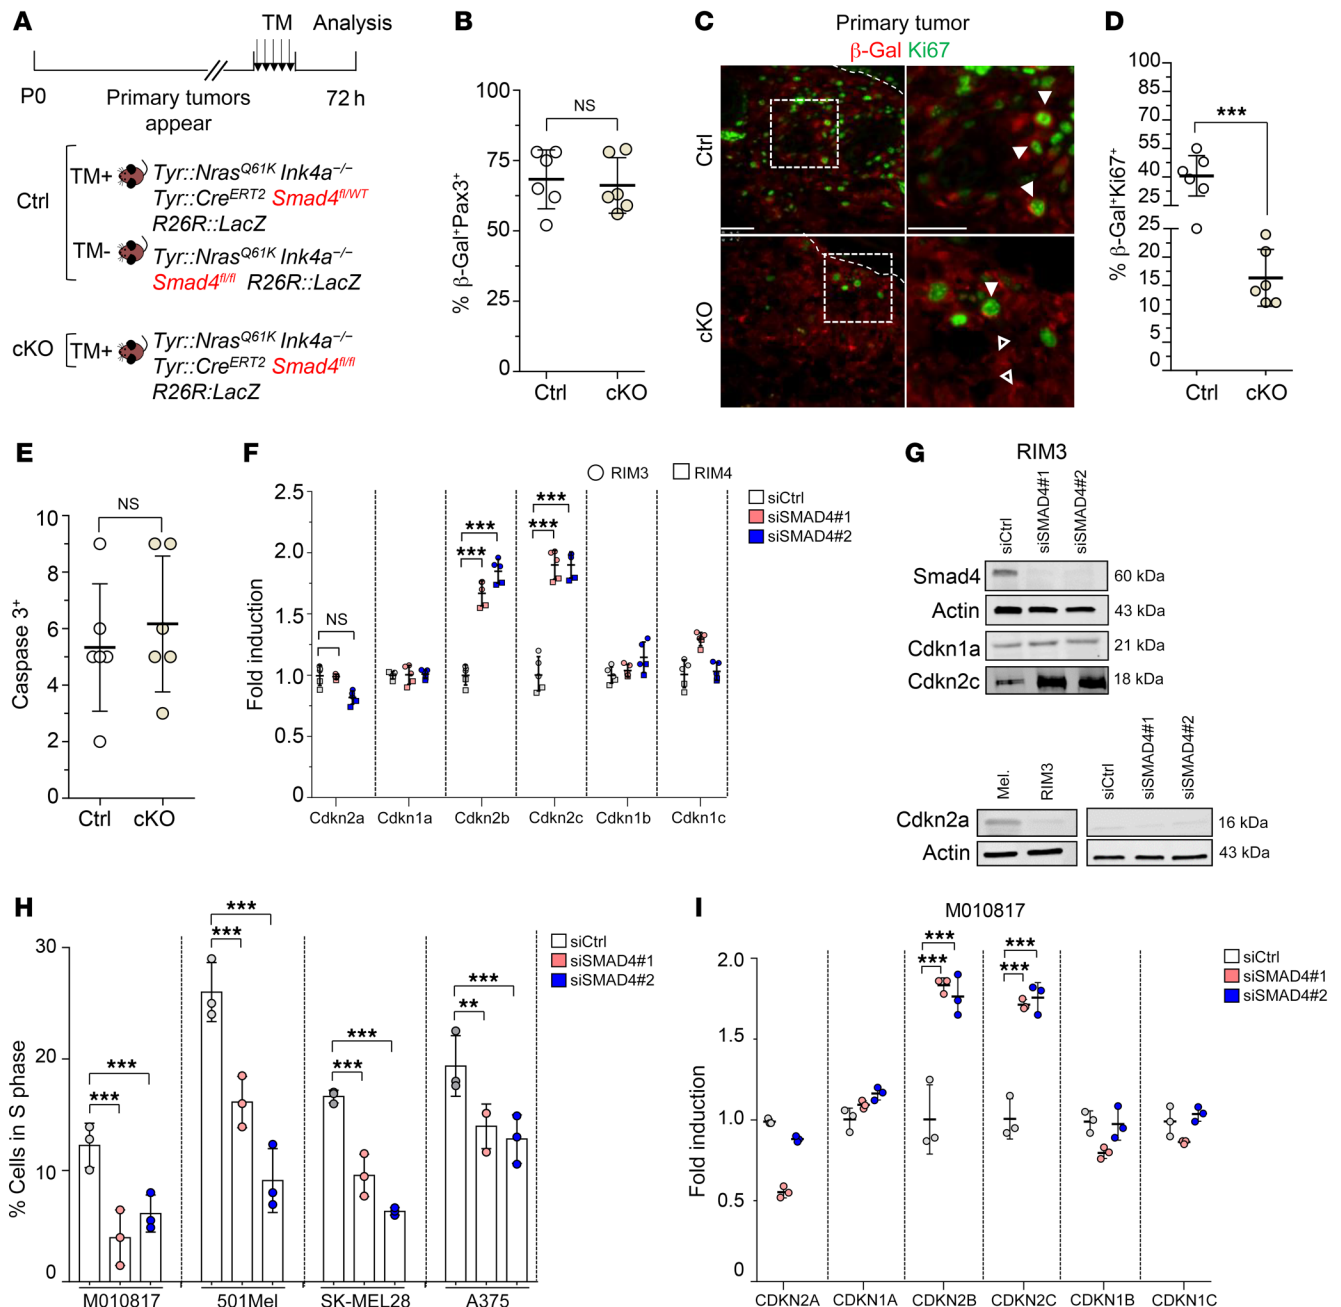 A
TM
Analysis
P0
Primary tumors
appear
72 h
Ctrl
TM+
Tyr::NrasQ61K Ink4a–/–
Tyr::CreERT2 Smad4fl/WT
R26R::LacZ
TM-
Tyr::NrasQ61K Ink4a–/–
Smad4fl/fl R26R::LacZ
cKO
TM+
Tyr::NrasQ61K Ink4a–/–
Tyr::CreERT2 Smad4fl/fl
R26R:LacZ
B
% β-Gal+Pax3+
100
75
50
25
0
NS
Ctrl
cKO
C
Primary tumor
β-Gal Ki67
Ctrl
cKO
D
% β-Gal+Ki67+
100
85
70
55
40
25
25
20
15
10
5
0
***
Ctrl
cKO
E
Caspase 3+
10
8
6
4
2
0
NS
Ctrl
cKO
F
RIM3
RIM4
siCtrl
siSMAD4#1
siSMAD4#2
Fold induction
2.5
2.0
1.5
1.0
0.5
0
NS
***
***
***
***
Cdkn2a
Cdkn1a
Cdkn2b
Cdkn2c
Cdkn1b
Cdkn1c
G
RIM3
siCtrl
siSMAD4#1
siSMAD4#2
Smad4
60 kDa
Actin
43 kDa
Cdkn1a
21 kDa
Cdkn2c
18 kDa
Mel.
RIM3
siCtrl
siSMAD4#1
siSMAD4#2
Cdkn2a
16 kDa
Actin
43 kDa
H
% Cells in S phase
30
20
10
0
***
***
***
***
***
***
***
**
siCtrl
siSMAD4#1
siSMAD4#2
M010817
501Mel
SK-MEL28
A375
I
M010817
Fold induction
2.0
1.5
1.0
0.5
0
***
***
***
***
siCtrl
siSMAD4#1
siSMAD4#2
CDKN2A
CDKN1A
CDKN2B
CDKN2C
CDKN1B
CDKN1C